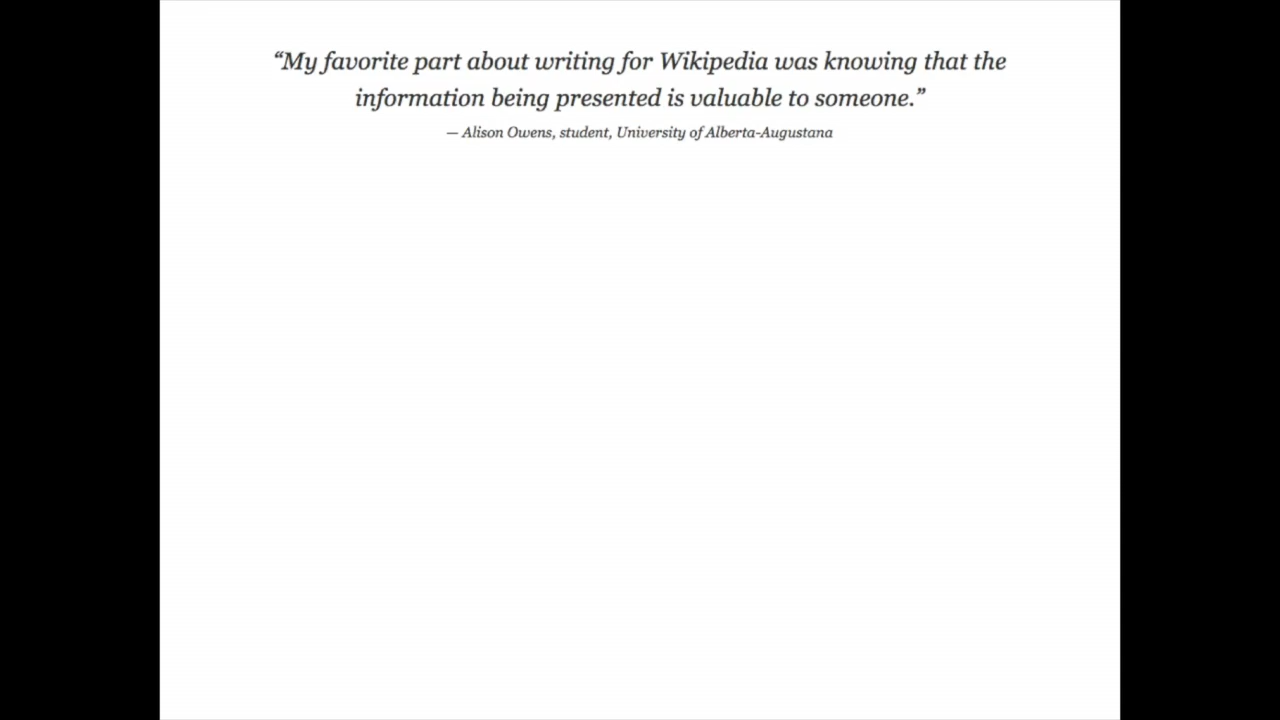 “My favorite part about writing for Wikipedia was knowing that the
information being presented is valuable to someone.”
— Alison Owens, student, University of Alberta-Augustana